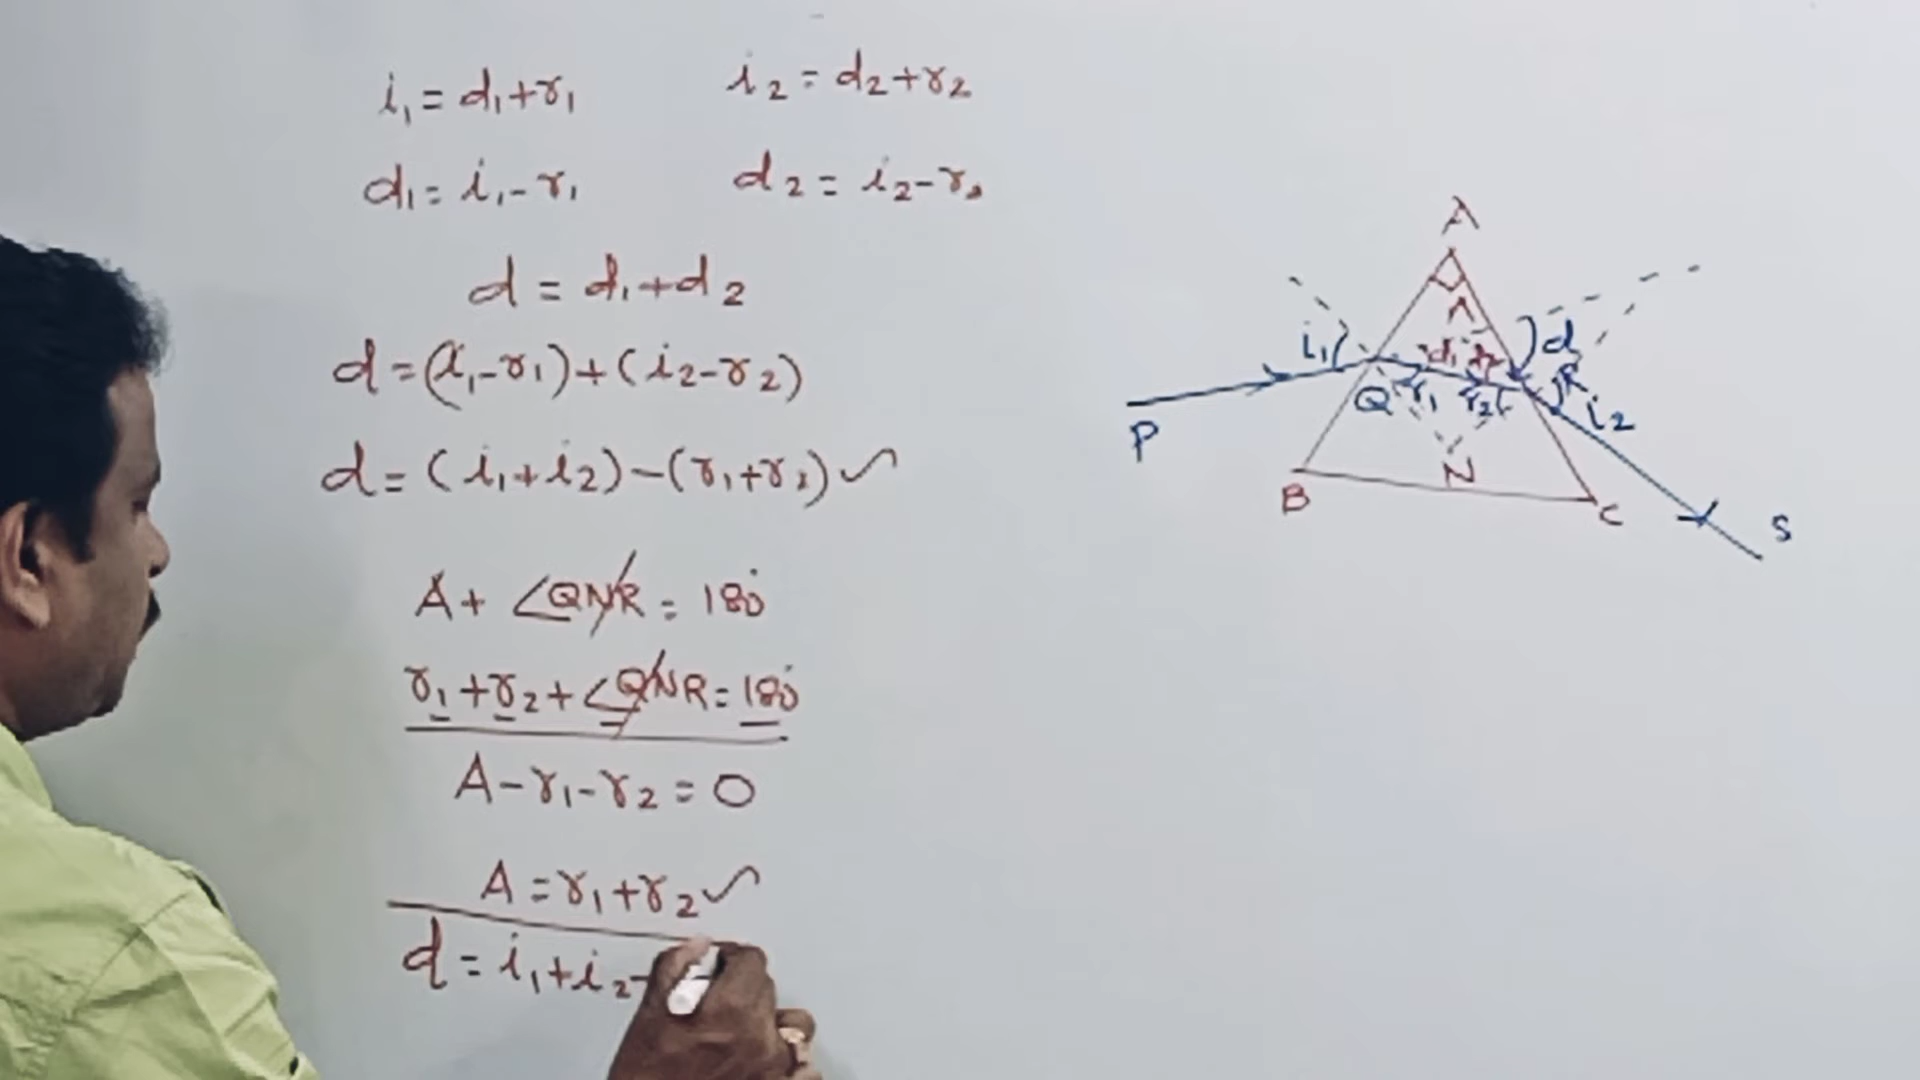 i₁ = d₁+r₁
i₂ = d₂+r₂
d₁ = i₁-r₁
d₂ = i₂-r₂
d = d₁+d₂
d = (i₁-r₁)+(i₂-r₂)
d = (i₁+i₂)-(r₁+r₂)✓
A+ ∠QNR = 180°
r₁+r₂+∠QNR = 180°
A-r₁-r₂ = 0
A = r₁+r₂✓
d = i₁+i₂-
A
A
i₁
d₁
d
Q
r₁
r₂
R
i₂
P
N
B
C
S